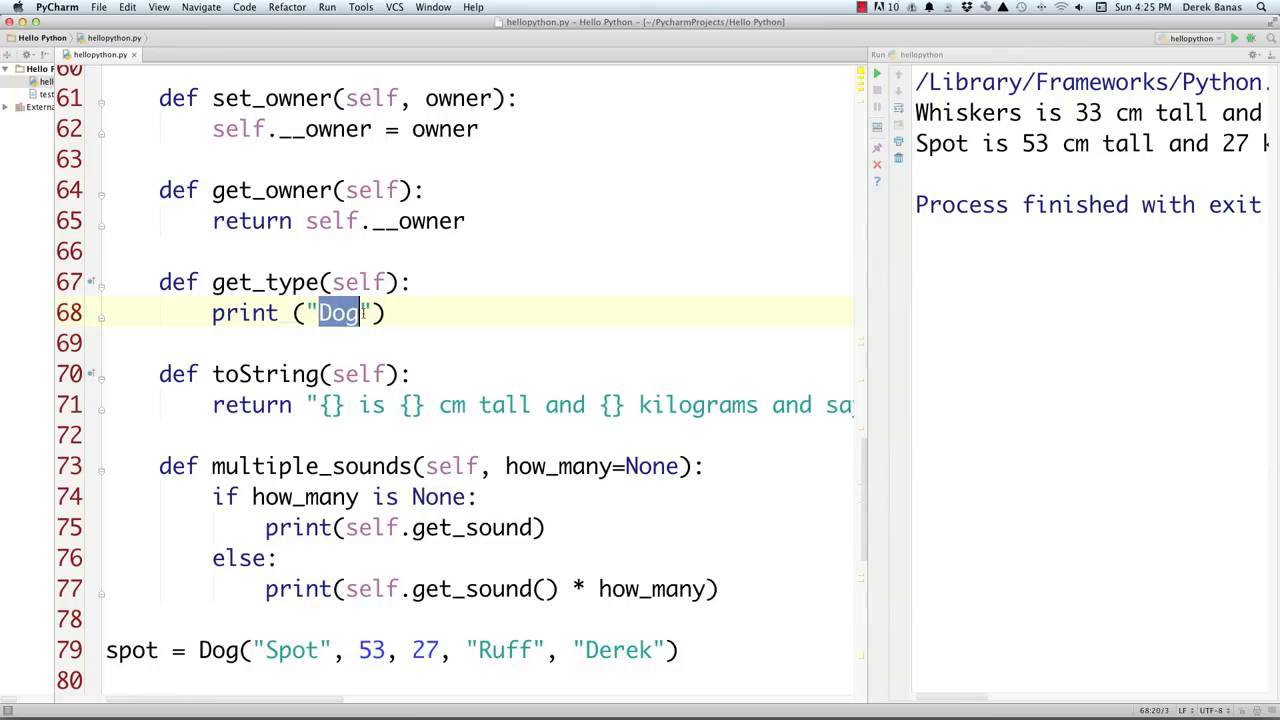 PyCharm File Edit View Navigate Code Refactor Run Tools VCS Window Help 10 Sun 4:25 PM Derek Banas
hellopython.py - Hello Python - [~/PycharmProjects/Hello Python]
Hello Python hellopython.py hellopython
hellopython.py Run hellopython
Hello P
hell
test
Externa
60
61 def set_owner(self, owner):
62 self.__owner = owner
63
64 def get_owner(self):
65 return self.__owner
66
67 def get_type(self):
68 print ("Dog")
69
70 def toString(self):
71 return "{} is {} cm tall and {} kilograms and say
72
73 def multiple_sounds(self, how_many=None):
74 if how_many is None:
75 print(self.get_sound)
76 else:
77 print(self.get_sound() * how_many)
78
79 spot = Dog("Spot", 53, 27, "Ruff", "Derek")
80
/Library/Frameworks/Python.
Whiskers is 33 cm tall and
Spot is 53 cm tall and 27 k
Process finished with exit
68:20/3 LF UTF-8